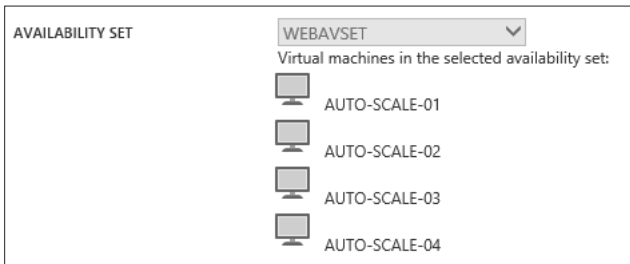 AVAILABILITY SET
WEBAVSET
Virtual machines in the selected availability set:
AUTO-SCALE-01
AUTO-SCALE-02
AUTO-SCALE-03
AUTO-SCALE-04